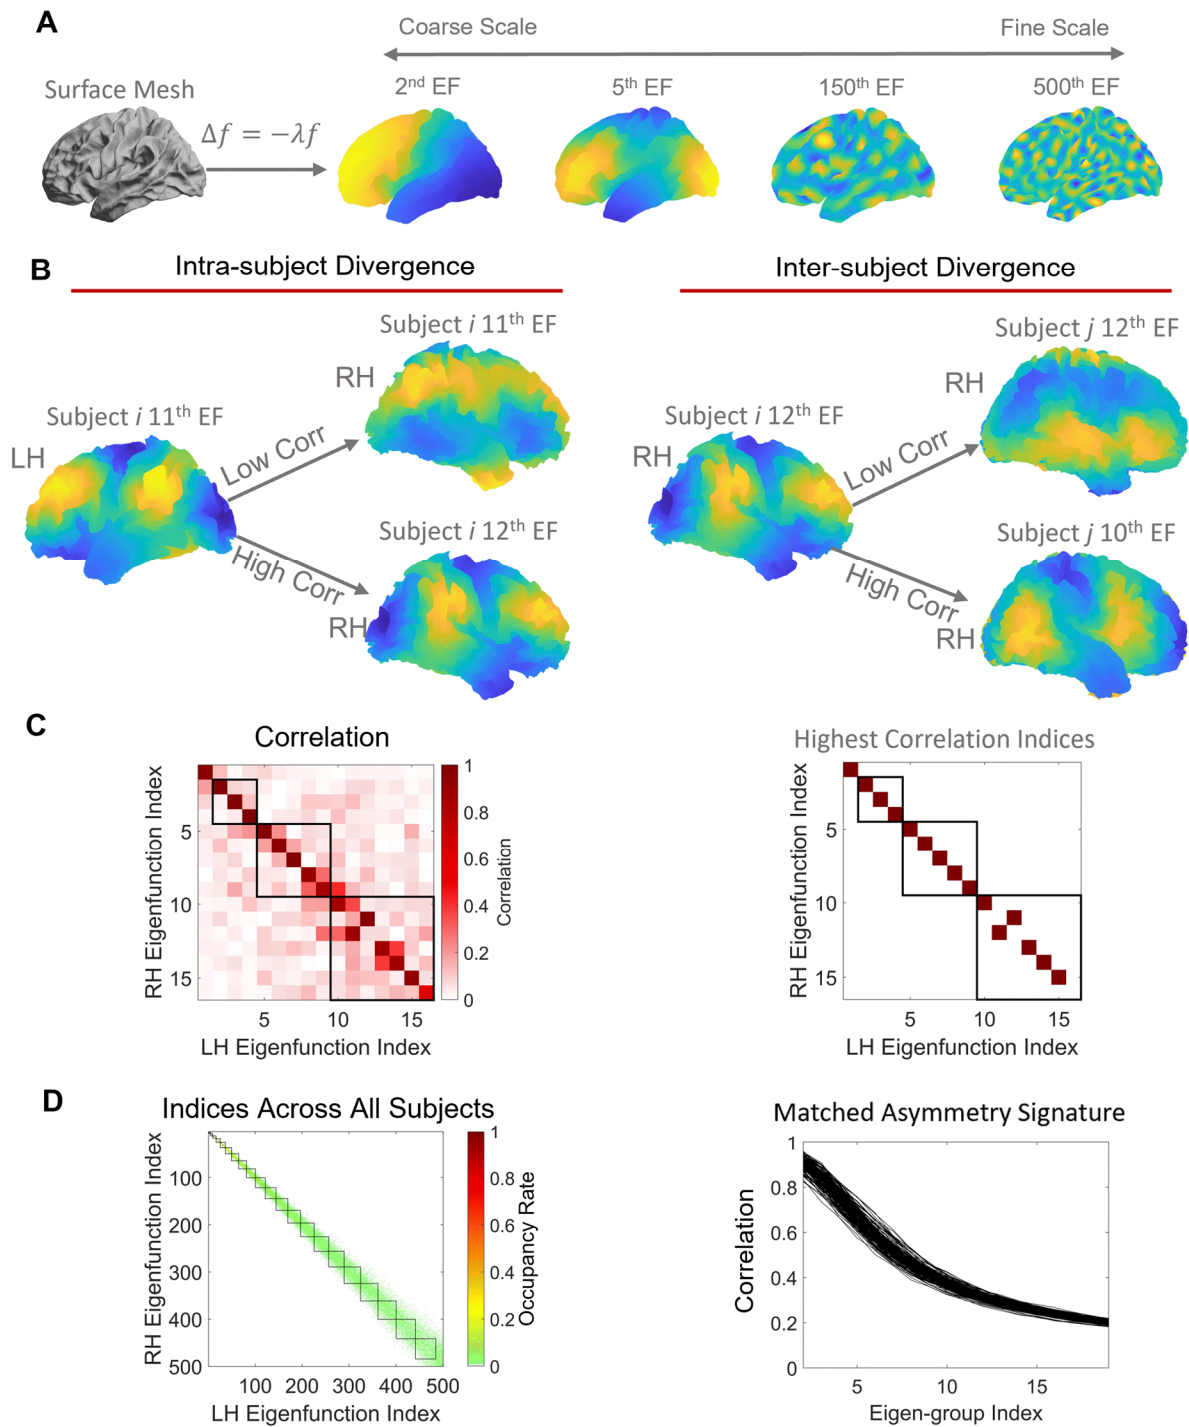 A
Coarse Scale
Fine Scale
Surface Mesh
2nd EF
5th EF
150th EF
500th EF
Δf = −λf
B
Intra-subject Divergence
Inter-subject Divergence
Subject i 11th EF
Subject j 12th EF
RH
RH
Subject i 11th EF
Subject i 12th EF
LH
RH
Low Corr
Low Corr
Subject i 12th EF
Subject j 10th EF
High Corr
High Corr
RH
RH
C
Correlation
Highest Correlation Indices
RH Eigenfunction Index
5
10
15
5
10
15
LH Eigenfunction Index
1
0.8
0.6
0.4
0.2
0
Correlation
RH Eigenfunction Index
5
10
15
5
10
15
LH Eigenfunction Index
D
Indices Across All Subjects
RH Eigenfunction Index
100
200
300
400
500
100
200
300
400
500
LH Eigenfunction Index
1
0.8
0.6
0.4
0.2
0
Occupancy Rate
Matched Asymmetry Signature
Correlation
1
0.8
0.6
0.4
0.2
0
5
10
15
Eigen-group Index